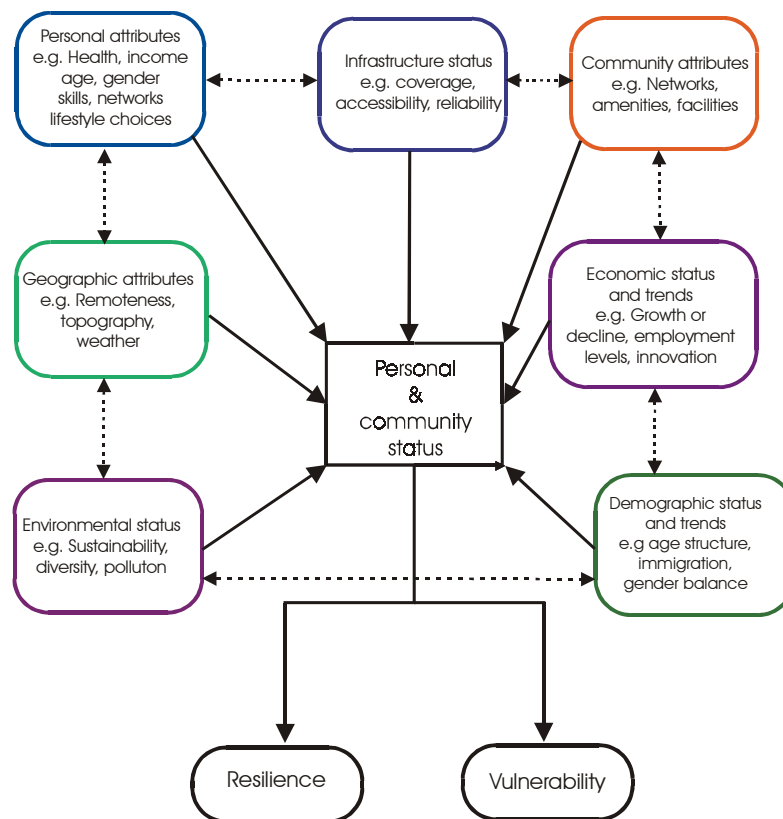 Personal attributes
e.g. Health, income
age, gender
skills, networks
lifestyle choices
Infrastructure status
e.g. coverage,
accessibility, reliability
Community attributes
e.g. Networks,
amenities, facilities
Geographic attributes
e.g. Remoteness,
topography,
weather
Economic status
and trends
e.g. Growth or
decline, employment
levels, innovation
Personal
&
community
status
Environmental status
e.g. Sustainability,
diversity, polluton
Demographic status
and trends
e.g age structure,
immigration,
gender balance
Resilience
Vulnerability